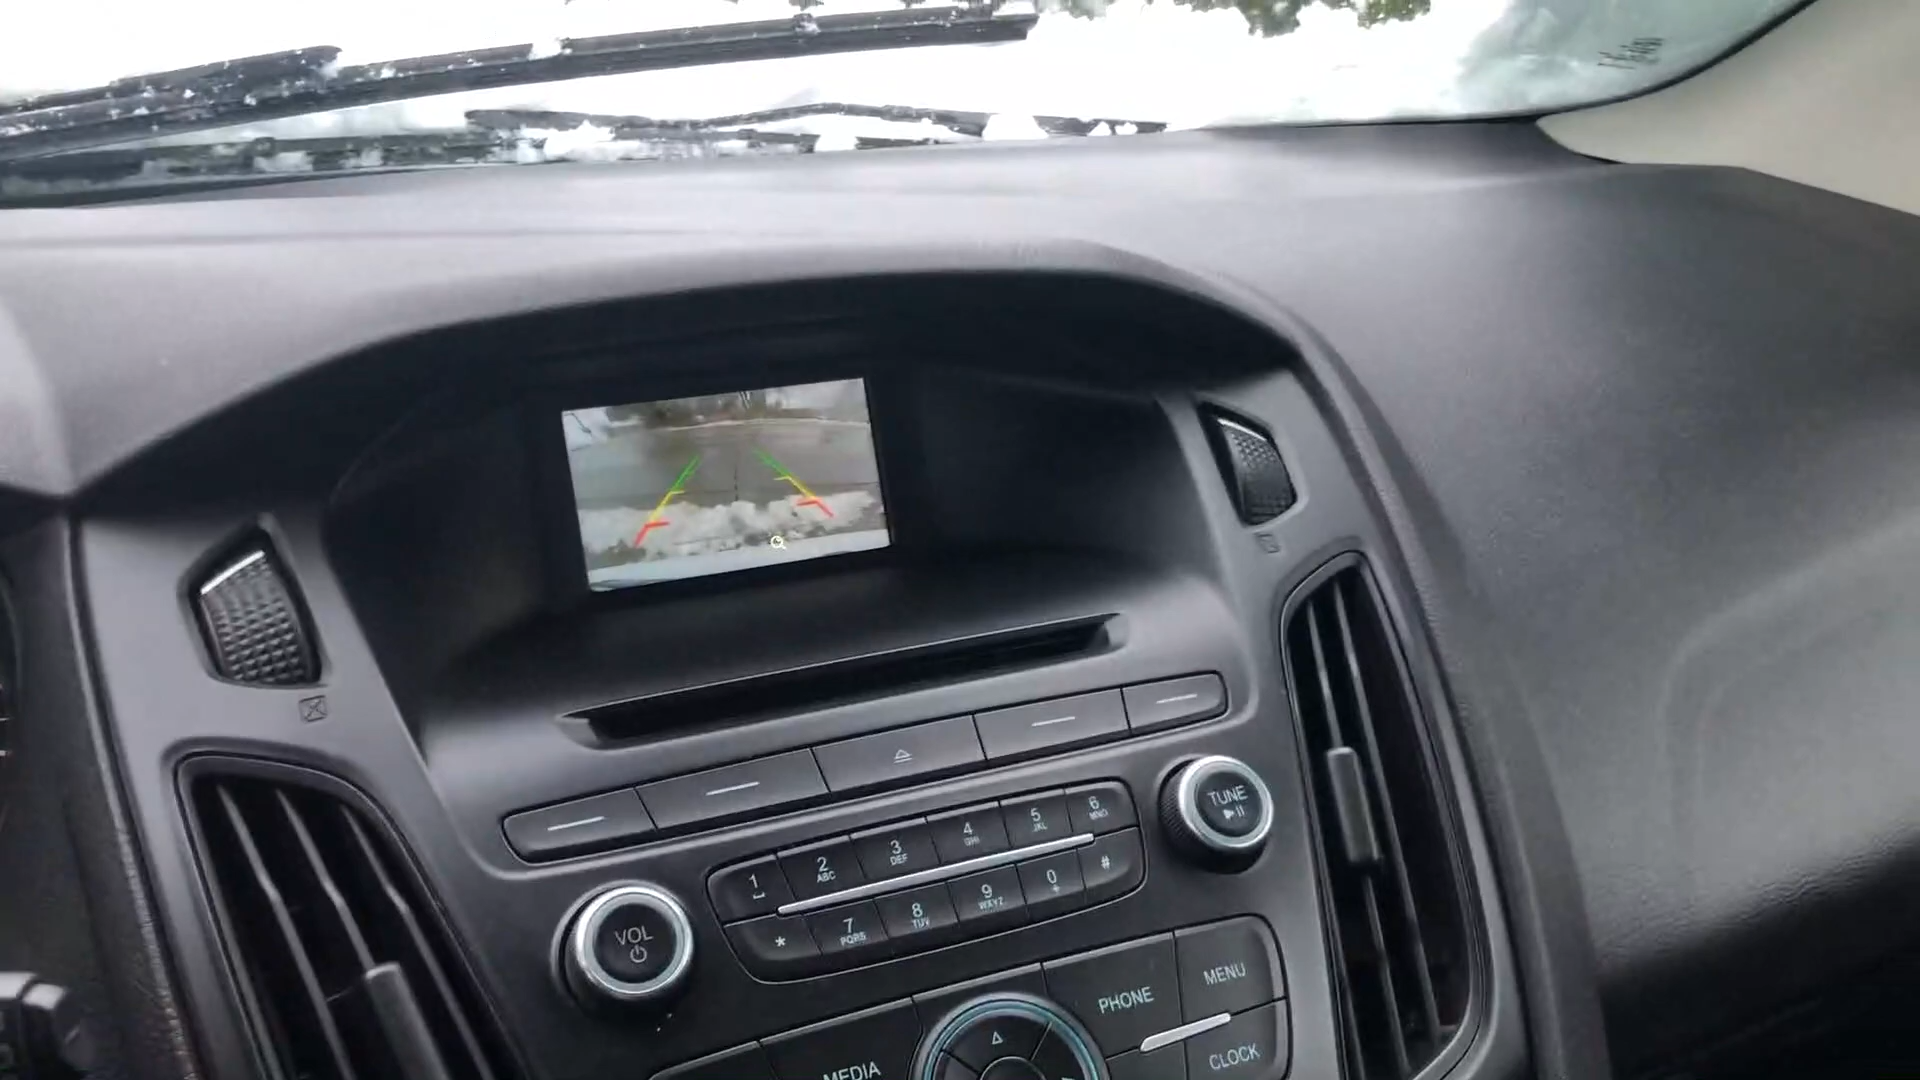 1
2 ABC
3 DEF
4 GHI
5 JKL
6 MNO
*
7 PQRS
8 TUV
9 WXYZ
0 +
#
VOL
TUNE
PHONE
MENU
MEDIA
CLOCK